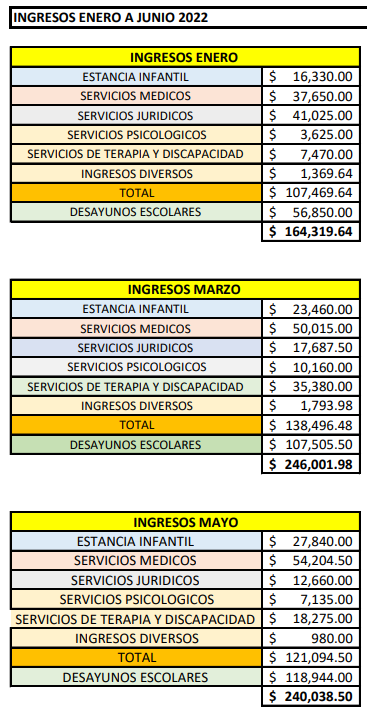 INGRESOS ENERO A JUNIO 2022
INGRESOS ENERO
ESTANCIA INFANTIL $ 16,330.00
SERVICIOS MEDICOS $ 37,650.00
SERVICIOS JURIDICOS $ 41,025.00
SERVICIOS PSICOLOGICOS $ 3,625.00
SERVICIOS DE TERAPIA Y DISCAPACIDAD $ 7,470.00
INGRESOS DIVERSOS $ 1,369.64
TOTAL $ 107,469.64
DESAYUNOS ESCOLARES $ 56,850.00
$ 164,319.64
INGRESOS MARZO
ESTANCIA INFANTIL $ 23,460.00
SERVICIOS MEDICOS $ 50,015.00
SERVICIOS JURIDICOS $ 17,687.50
SERVICIOS PSICOLOGICOS $ 10,160.00
SERVICIOS DE TERAPIA Y DISCAPACIDAD $ 35,380.00
INGRESOS DIVERSOS $ 1,793.98
TOTAL $ 138,496.48
DESAYUNOS ESCOLARES $ 107,505.50
$ 246,001.98
INGRESOS MAYO
ESTANCIA INFANTIL $ 27,840.00
SERVICIOS MEDICOS $ 54,204.50
SERVICIOS JURIDICOS $ 12,660.00
SERVICIOS PSICOLOGICOS $ 7,135.00
SERVICIOS DE TERAPIA Y DISCAPACIDAD $ 18,275.00
INGRESOS DIVERSOS $ 980.00
TOTAL $ 121,094.50
DESAYUNOS ESCOLARES $ 118,944.00
$ 240,038.50